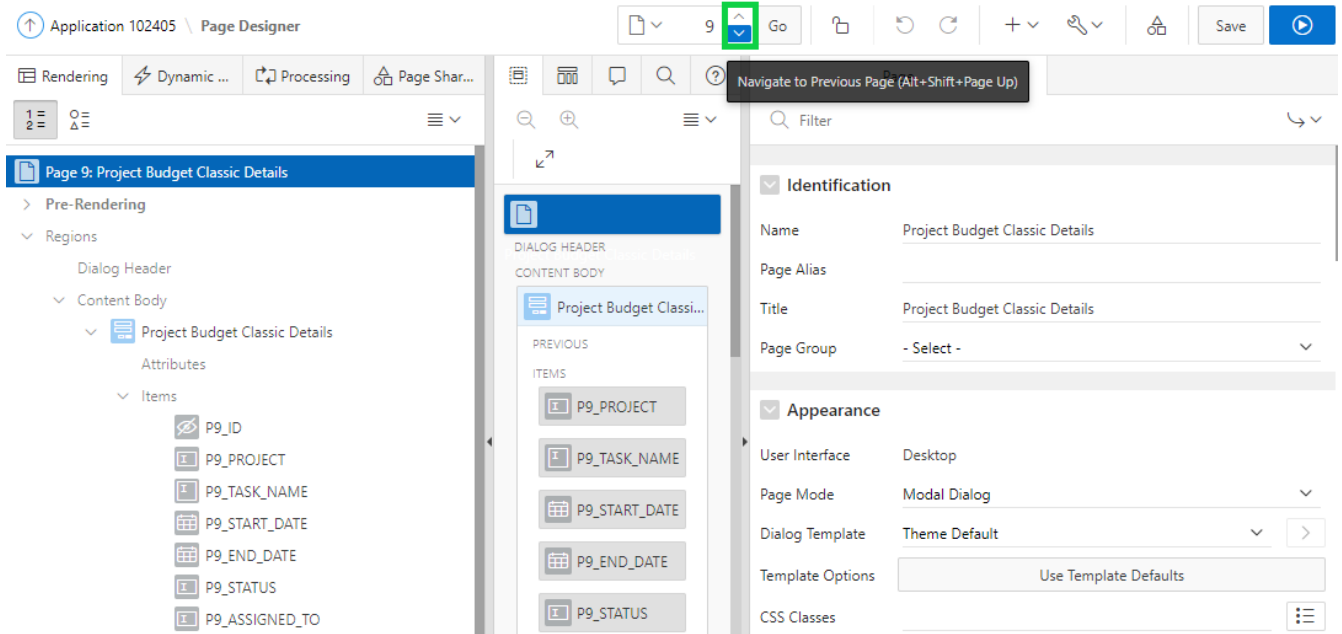 Application 102405 \ Page Designer
9
Go
Save
Navigate to Previous Page (Alt+Shift+Page Up)
Rendering
Dynamic ...
Processing
Page Shar...
Page 9: Project Budget Classic Details
Pre-Rendering
Regions
Dialog Header
Content Body
Project Budget Classic Details
Attributes
Items
P9_ID
P9_PROJECT
P9_TASK_NAME
P9_START_DATE
P9_END_DATE
P9_STATUS
P9_ASSIGNED_TO
DIALOG HEADER
CONTENT BODY
Project Budget Classi...
PREVIOUS
ITEMS
P9_PROJECT
P9_TASK_NAME
P9_START_DATE
P9_END_DATE
P9_STATUS
Filter
Identification
Name Project Budget Classic Details
Page Alias
Title Project Budget Classic Details
Page Group - Select -
Appearance
User Interface Desktop
Page Mode Modal Dialog
Dialog Template Theme Default
Template Options Use Template Defaults
CSS Classes